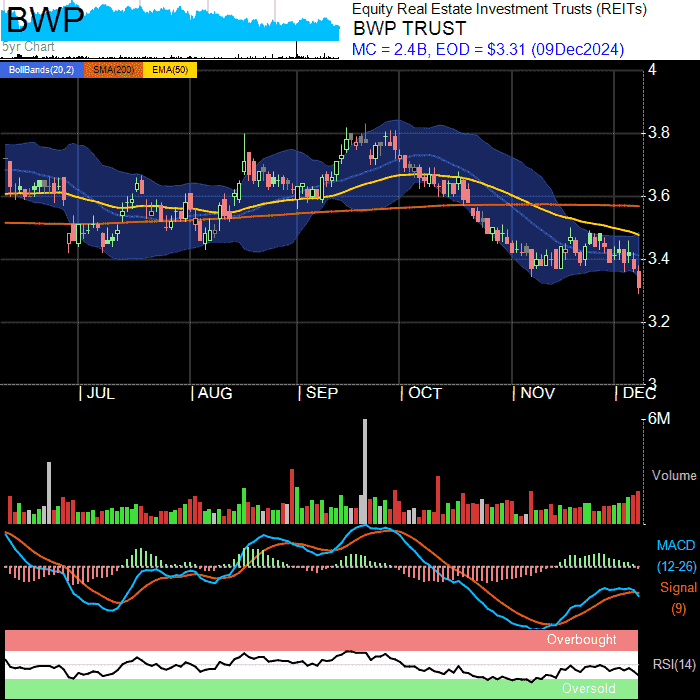 BWP
5yr Chart
Equity Real Estate Investment Trusts (REITs)
BWP TRUST
MC = 2.4B, EOD = $3.31 (09Dec2024)
BollBands(20,2) SMA(200) EMA(50)
4
3.8
3.6
3.4
3.2
3
JUL AUG SEP OCT NOV DEC
6M
Volume
MACD
(12-26)
Signal
(9)
Overbought
RSI(14)
Oversold